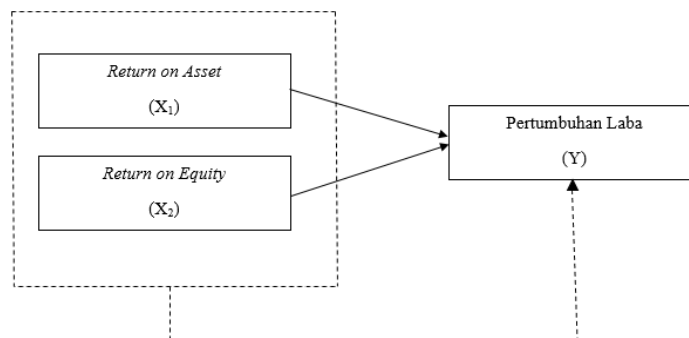 Return on Asset
(X₁)
Return on Equity
(X₂)
Pertumbuhan Laba
(Y)